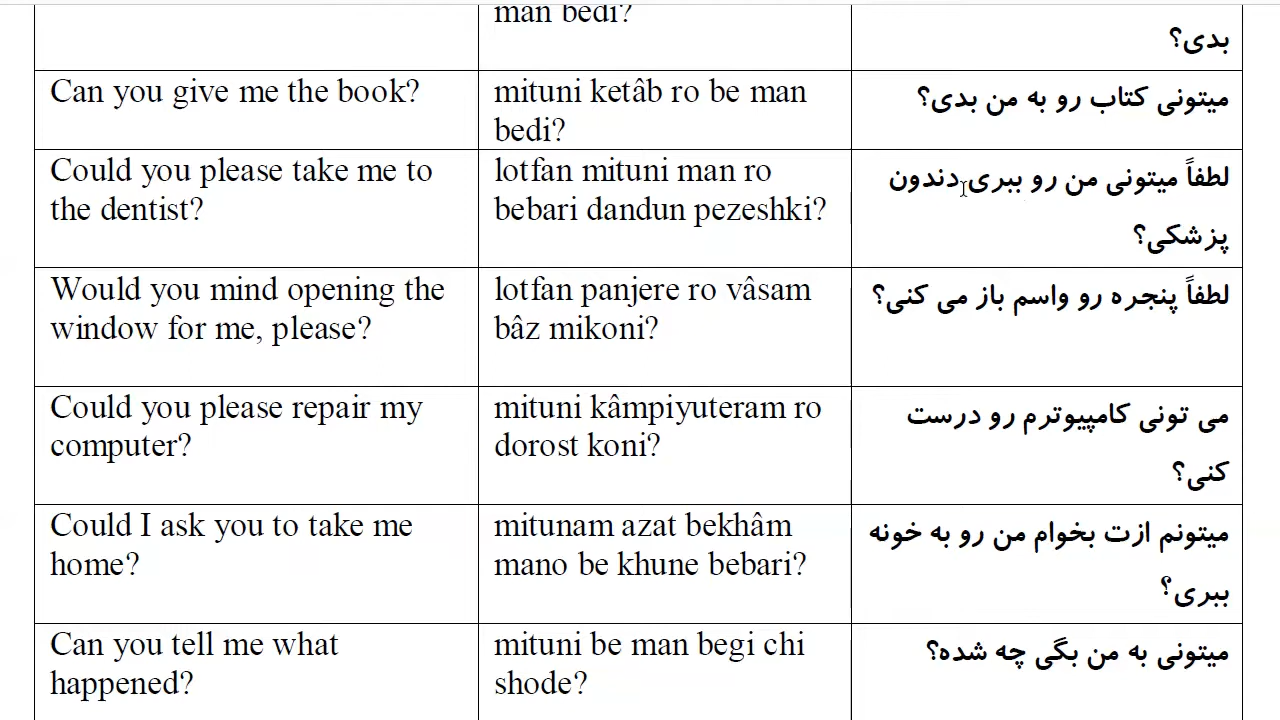 man bedi?
بدی؟
Can you give me the book?
mituni ketâb ro be man
bedi?
میتونی کتاب رو به من بدی؟
Could you please take me to
the dentist?
lotfan mituni man ro
bebari dandun pezeshki?
لطفاً میتونی من رو ببری دندون
پزشکی؟
Would you mind opening the
window for me, please?
lotfan panjere ro vâsam
bâz mikoni?
لطفاً پنجره رو واسم باز می کنی؟
Could you please repair my
computer?
mituni kâmpiyuteram ro
dorost koni?
می تونی کامپیوترم رو درست
کنی؟
Could I ask you to take me
home?
mitunam azat bekhâm
mano be khune bebari?
میتونم ازت بخوام من رو به خونه
ببری؟
Can you tell me what
happened?
mituni be man begi chi
shode?
میتونی به من بگی چه شده؟